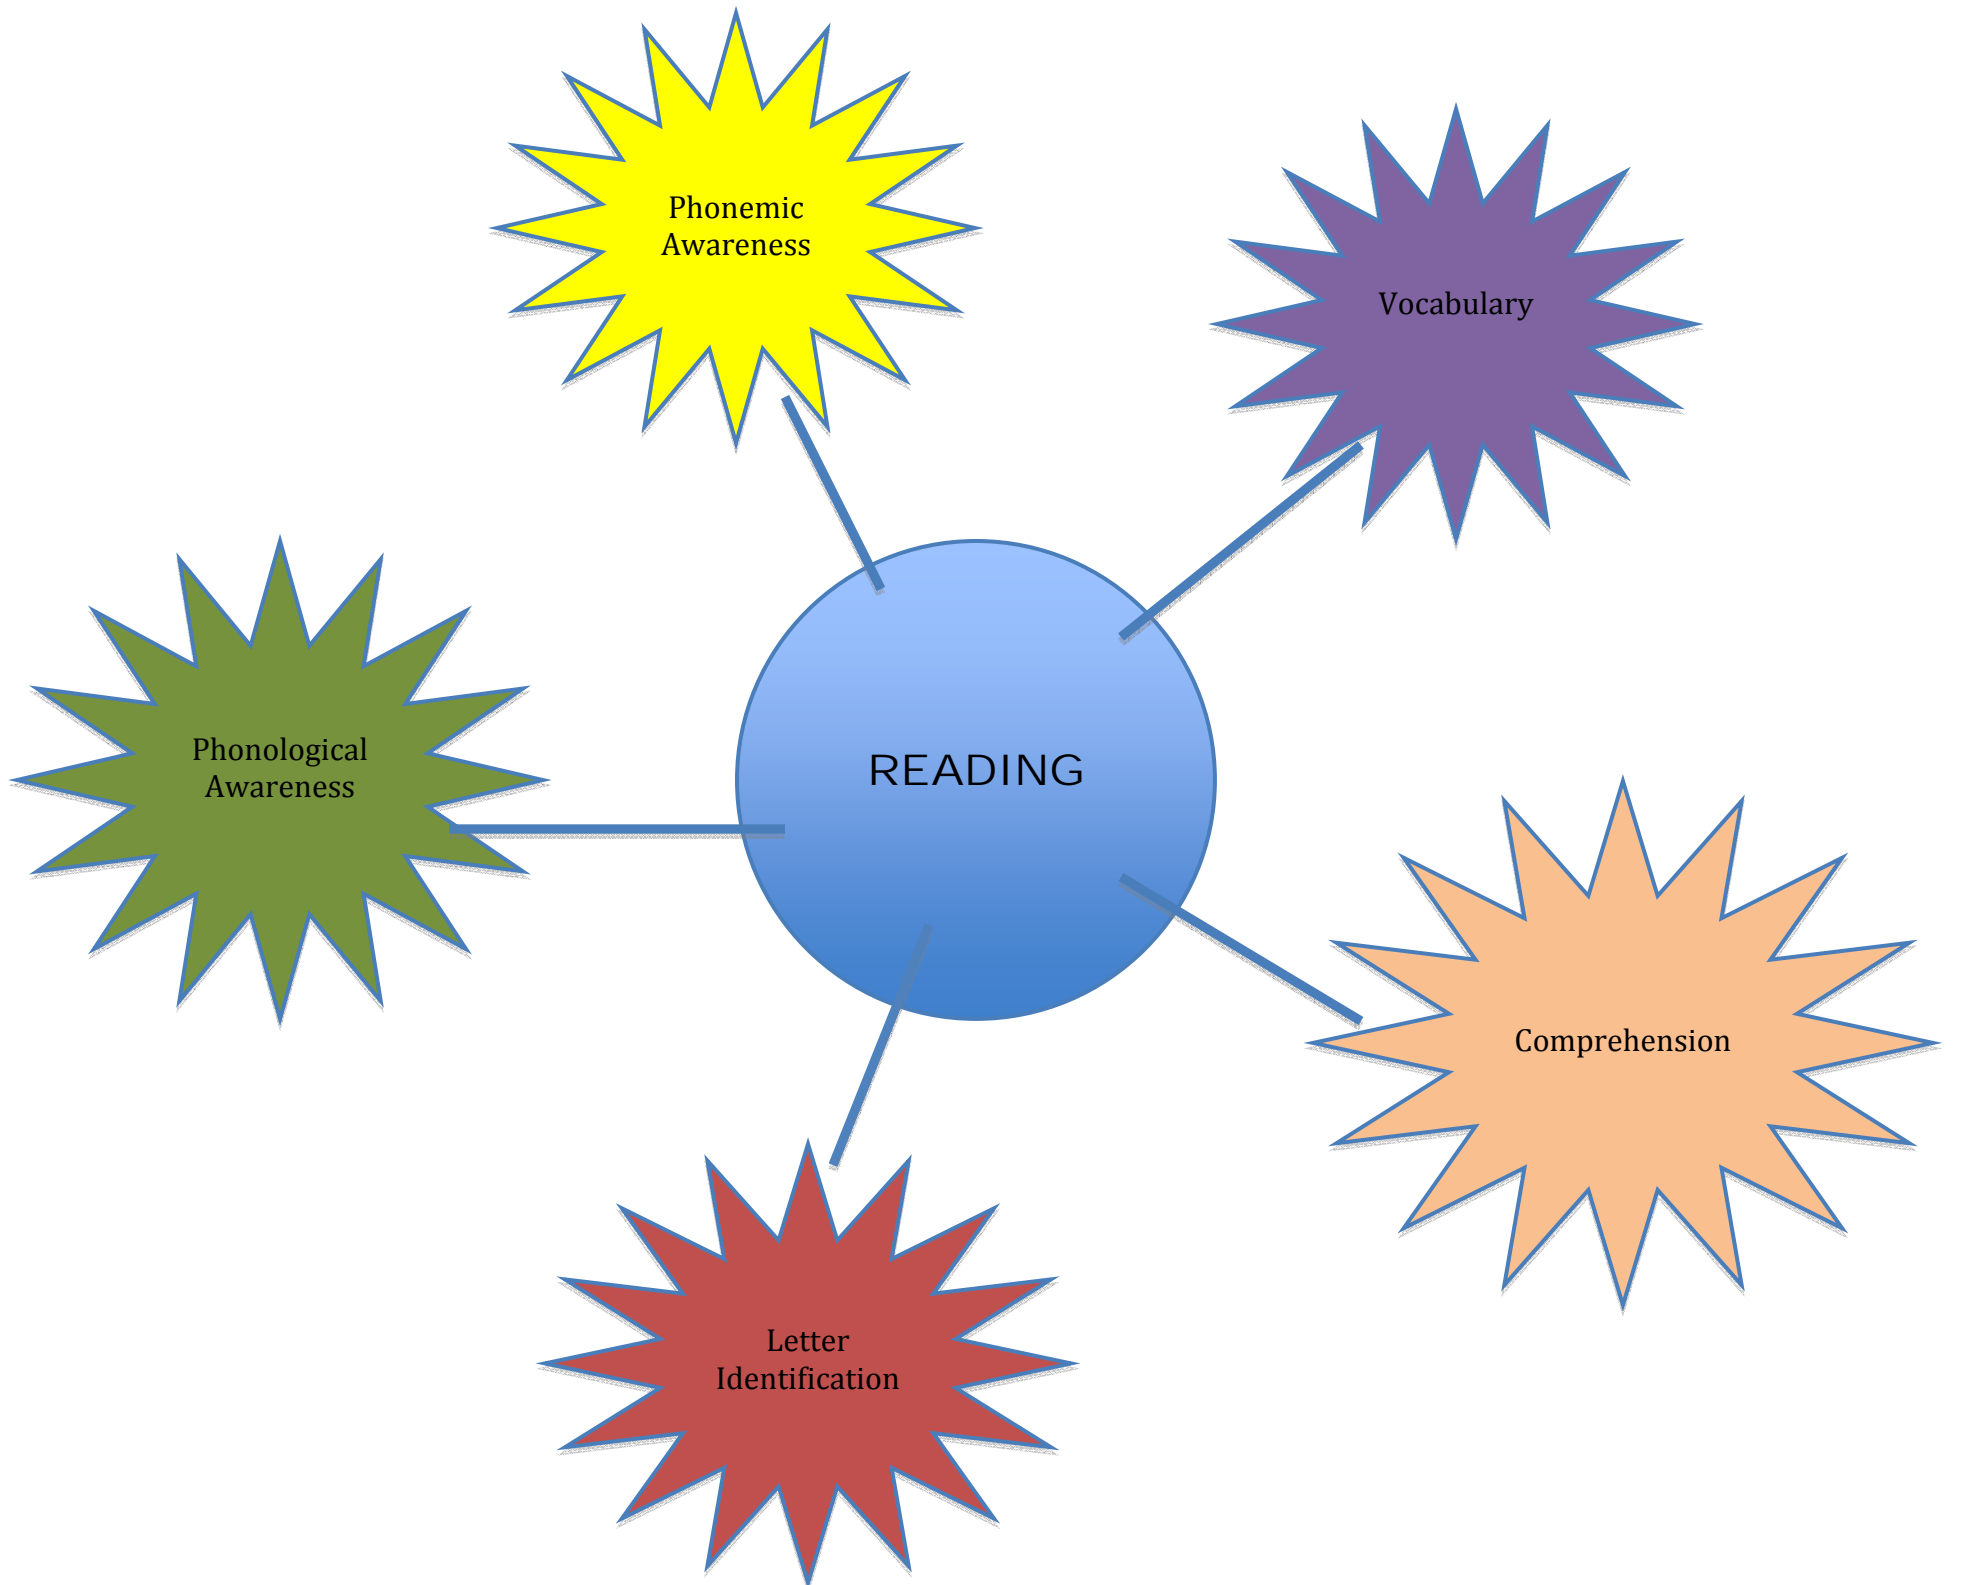 Phonemic
Awareness
Vocabulary
Phonological
Awareness
READING
Comprehension
Letter
Identification